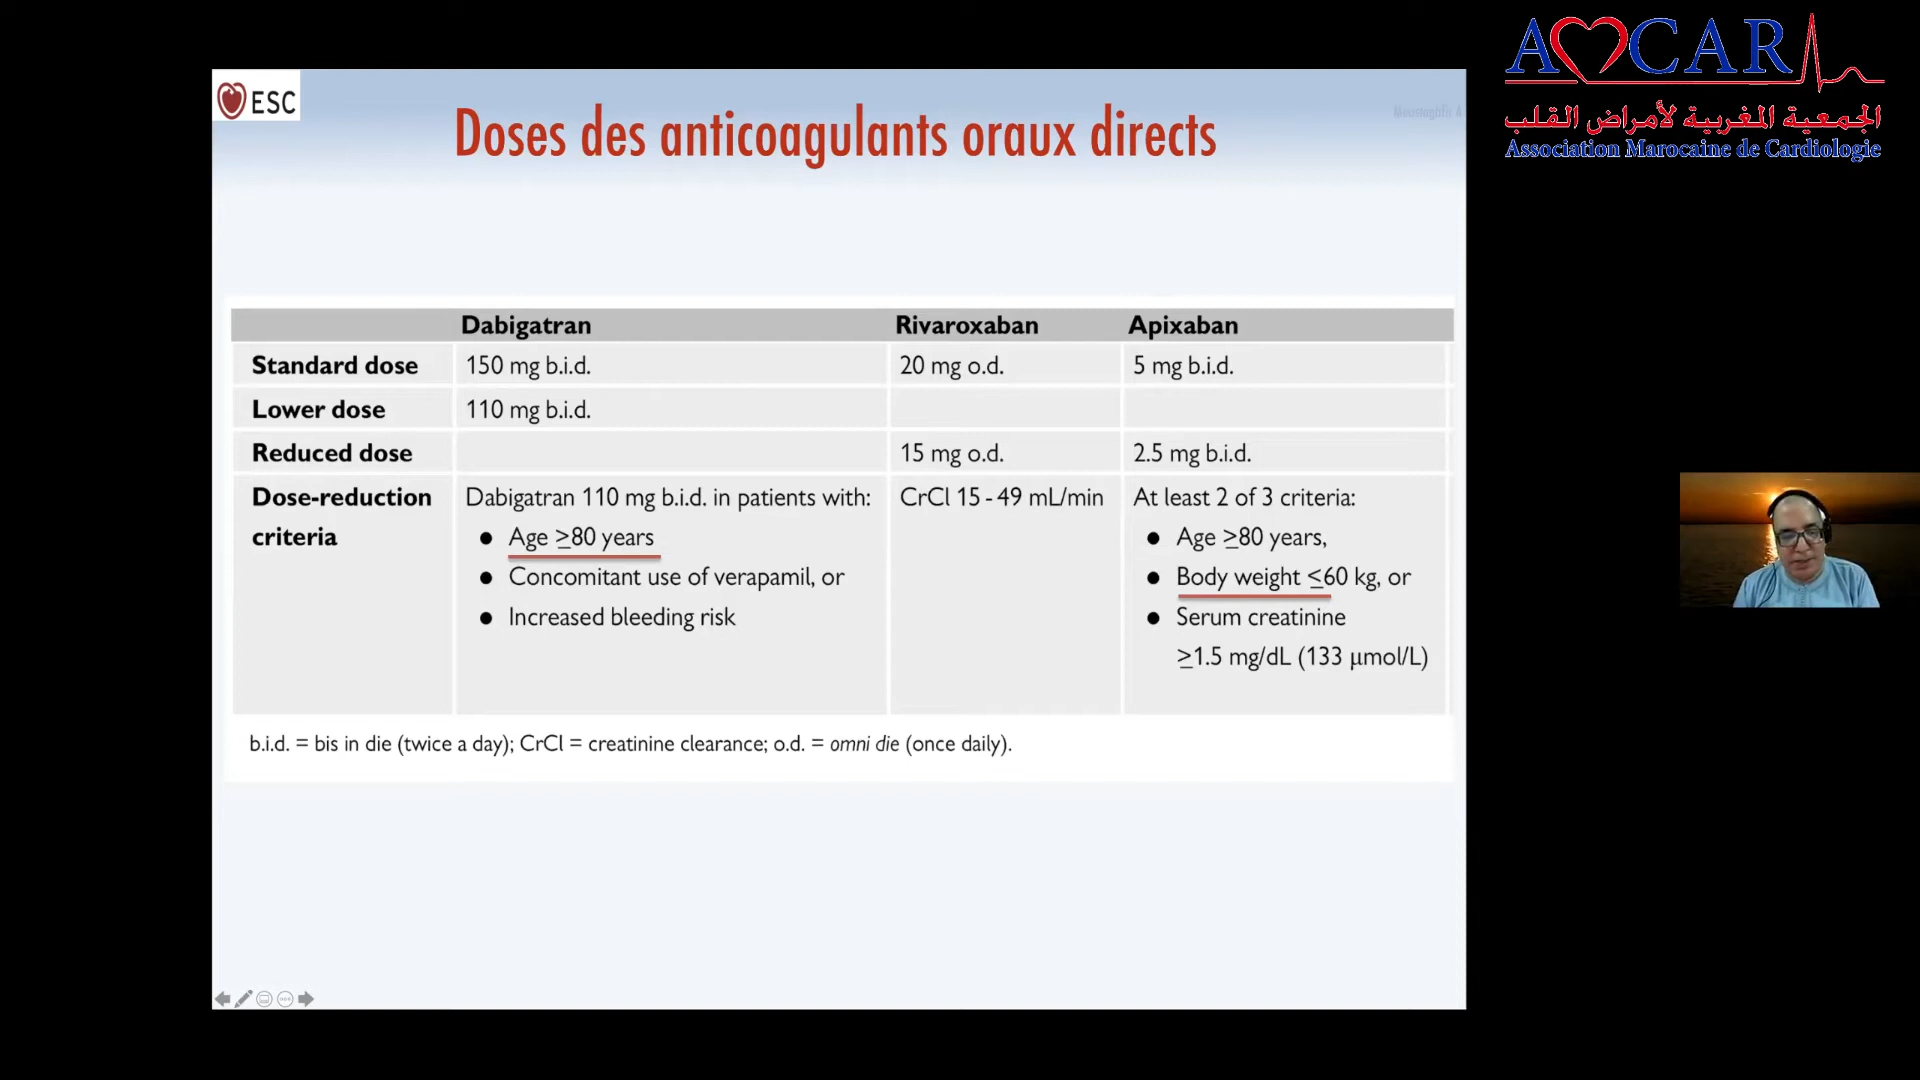 AMCAR
الجمعية المغربية لأمراض القلب
Association Marocaine de Cardiologie
ESC
Doses des anticoagulants oraux directs
Dabigatran Rivaroxaban Apixaban
Standard dose 150 mg b.i.d. 20 mg o.d. 5 mg b.i.d.
Lower dose 110 mg b.i.d.
Reduced dose 15 mg o.d. 2.5 mg b.i.d.
Dose-reduction criteria
Dabigatran 110 mg b.i.d. in patients with:
● Age ≥80 years
● Concomitant use of verapamil, or
● Increased bleeding risk
CrCl 15 - 49 mL/min
At least 2 of 3 criteria:
● Age ≥80 years,
● Body weight ≤60 kg, or
● Serum creatinine
≥1.5 mg/dL (133 μmol/L)
b.i.d. = bis in die (twice a day); CrCl = creatinine clearance; o.d. = omni die (once daily).